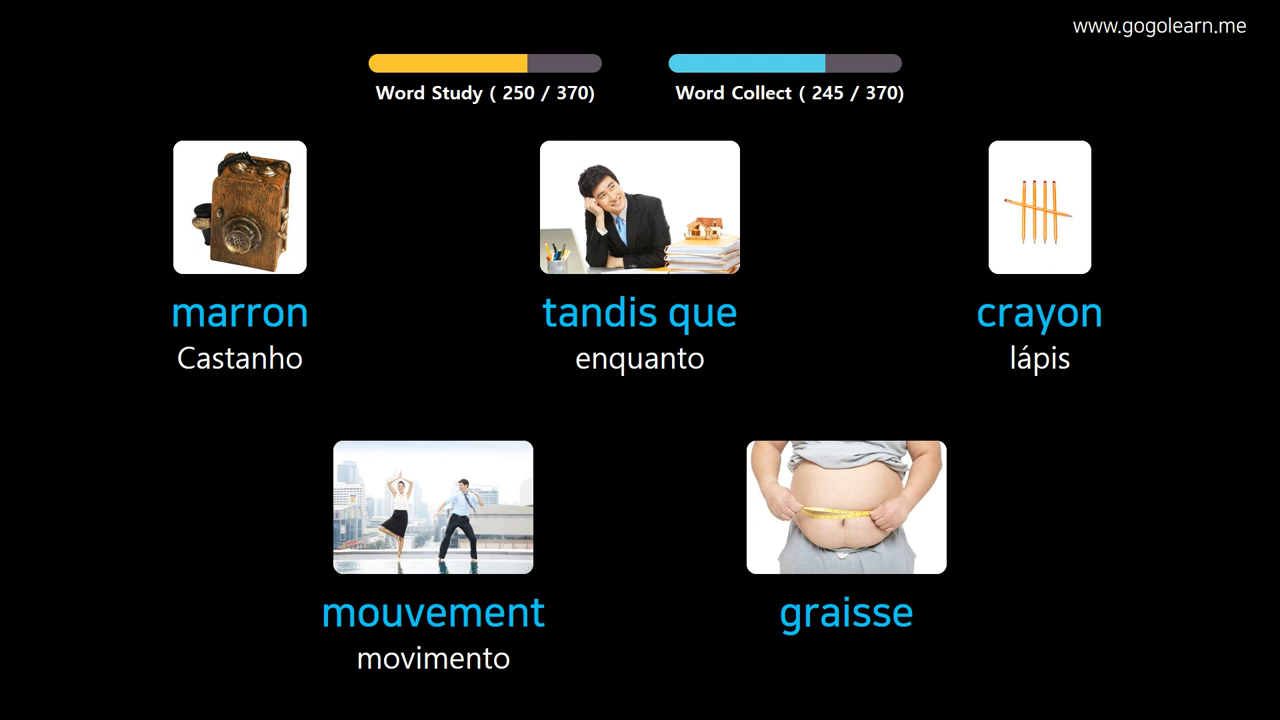 www.gogolearn.me
Word Study ( 250 / 370)
Word Collect ( 245 / 370)
marron
Castanho
tandis que
enquanto
crayon
lápis
mouvement
movimento
graisse